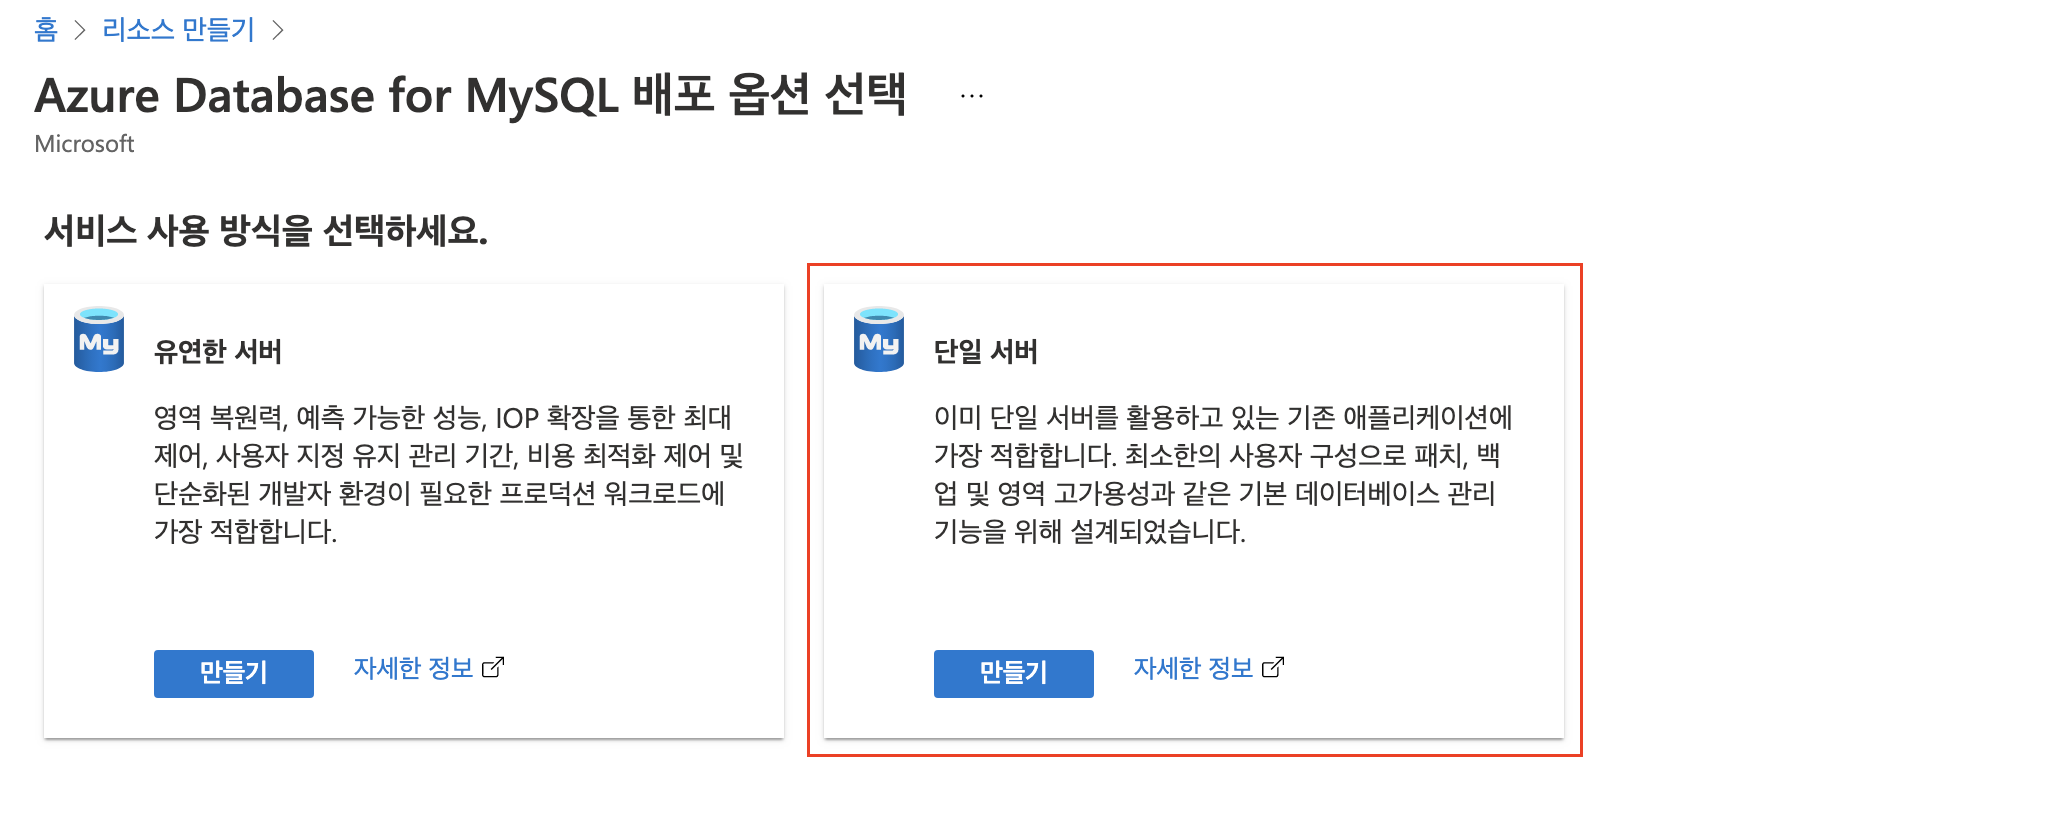 홈 > 리소스 만들기 >
Azure Database for MySQL 배포 옵션 선택 ...
Microsoft
서비스 사용 방식을 선택하세요.
My
유연한 서버
영역 복원력, 예측 가능한 성능, IOP 확장을 통한 최대
제어, 사용자 지정 유지 관리 기간, 비용 최적화 제어 및
단순화된 개발자 환경이 필요한 프로덕션 워크로드에
가장 적합합니다.
만들기 자세한 정보
My
단일 서버
이미 단일 서버를 활용하고 있는 기존 애플리케이션에
가장 적합합니다. 최소한의 사용자 구성으로 패치, 백
업 및 영역 고가용성과 같은 기본 데이터베이스 관리
기능을 위해 설계되었습니다.
만들기 자세한 정보